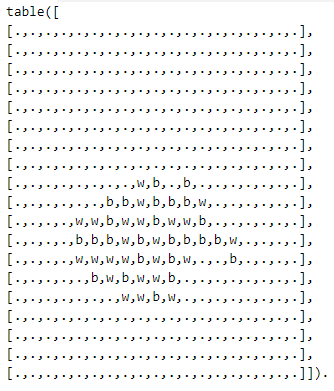 table([
[.,.,.,.,.,.,.,.,.,.,.,.,.,.,.,.,.,.,.],
[.,.,.,.,.,.,.,.,.,.,.,.,.,.,.,.,.,.,.],
[.,.,.,.,.,.,.,.,.,.,.,.,.,.,.,.,.,.,.],
[.,.,.,.,.,.,.,.,.,.,.,.,.,.,.,.,.,.,.],
[.,.,.,.,.,.,.,.,.,.,.,.,.,.,.,.,.,.,.],
[.,.,.,.,.,.,.,.,.,.,.,.,.,.,.,.,.,.,.],
[.,.,.,.,.,.,.,.,.,.,.,.,.,.,.,.,.,.,.],
[.,.,.,.,.,.,.,.,.,.,.,.,.,.,.,.,.,.,.],
[.,.,.,.,.,.,.,.,w,b,.,b,.,.,.,.,.,.,.],
[.,.,.,.,.,.,b,b,w,b,b,b,w,.,.,.,.,.,.],
[.,.,.,.,w,w,b,w,w,b,w,w,b,.,.,.,.,.,.],
[.,.,.,.,b,b,b,w,b,w,b,b,b,b,w,.,.,.,.],
[.,.,.,.,w,w,w,w,b,w,b,w,.,.,b,.,.,.,.],
[.,.,.,.,.,b,w,b,w,w,b,.,.,.,.,.,.,.,.],
[.,.,.,.,.,.,.,w,w,b,w,.,.,.,.,.,.,.,.],
[.,.,.,.,.,.,.,.,.,.,.,.,.,.,.,.,.,.,.],
[.,.,.,.,.,.,.,.,.,.,.,.,.,.,.,.,.,.,.],
[.,.,.,.,.,.,.,.,.,.,.,.,.,.,.,.,.,.,.],
[.,.,.,.,.,.,.,.,.,.,.,.,.,.,.,.,.,.,.]]).